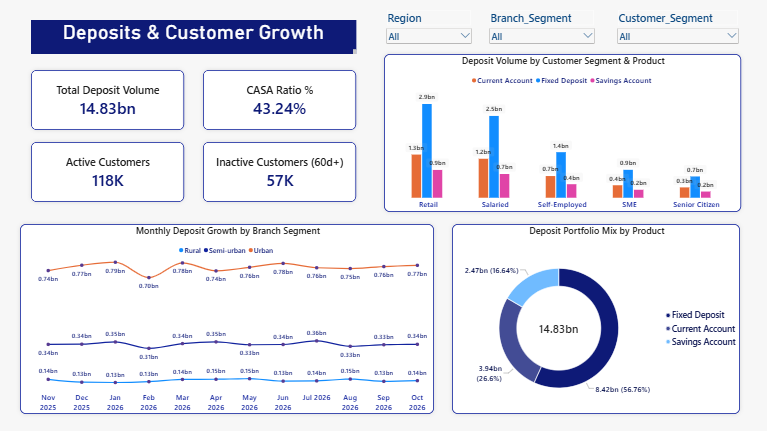 Deposits & Customer Growth
Region
Branch_Segment
Customer_Segment
All
All
All
Total Deposit Volume
14.83bn
CASA Ratio %
43.24%
Active Customers
118K
Inactive Customers (60d+)
57K
Deposit Volume by Customer Segment & Product
Current Account Fixed Deposit Savings Account
1.3bn 2.9bn 0.9bn
1.2bn 2.5bn 0.7bn
0.7bn 1.4bn 0.4bn
0.4bn 0.9bn 0.2bn
0.3bn 0.7bn 0.2bn
Retail Salaried Self-Employed SME Senior Citizen
Monthly Deposit Growth by Branch Segment
Rural Semi-urban Urban
0.74bn 0.77bn 0.79bn 0.70bn 0.78bn 0.74bn 0.76bn 0.78bn 0.76bn 0.75bn 0.76bn 0.77bn
0.34bn 0.34bn 0.35bn 0.31bn 0.34bn 0.35bn 0.33bn 0.34bn 0.36bn 0.33bn 0.33bn 0.34bn
0.14bn 0.13bn 0.13bn 0.13bn 0.14bn 0.15bn 0.15bn 0.13bn 0.14bn 0.15bn 0.13bn 0.14bn
Nov Dec Jan Feb Mar Apr May Jun Jul 2026 Aug Sep Oct
2025 2025 2026 2026 2026 2026 2026 2026 2026 2026 2026
Deposit Portfolio Mix by Product
2.47bn (16.64%)
14.83bn
3.94bn
(26.6%)
8.42bn (56.76%)
Fixed Deposit
Current Account
Savings Account